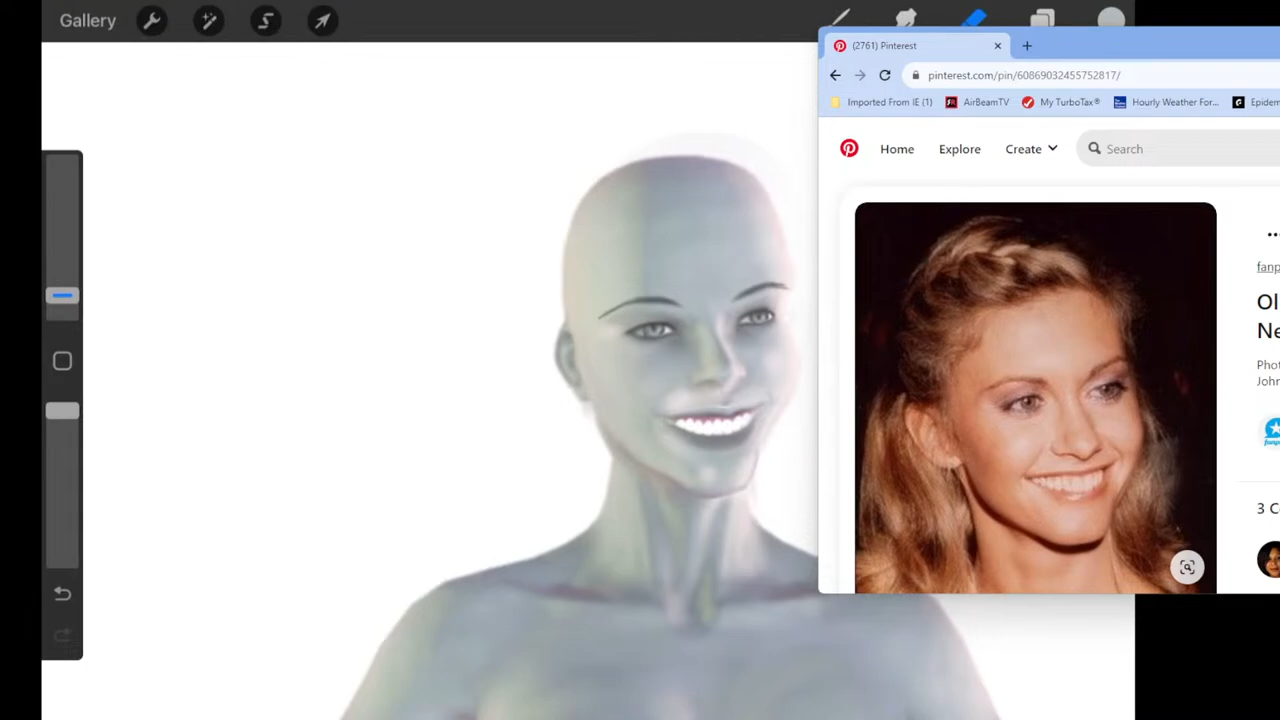 Gallery
(2761) Pinterest
pinterest.com/pin/60869032455752817/
Imported From IE (1) AirBeamTV My TurboTax® Hourly Weather For... Epidem
Home Explore Create Search
fanp
Ol
Ne
Phot
John
3 Co